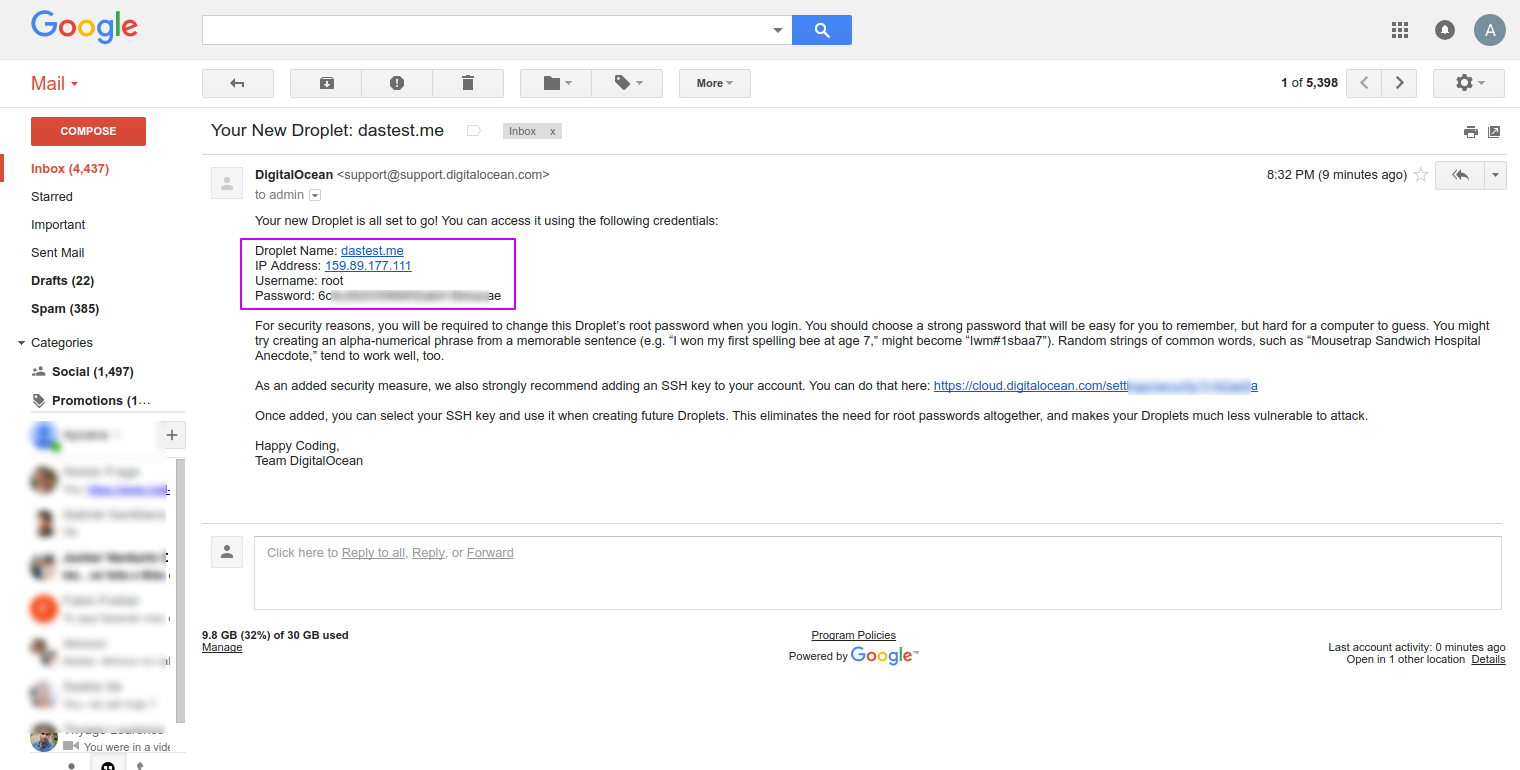 Google
A
Mail
More
1 of 5,398
COMPOSE
Inbox (4,437)
Starred
Important
Sent Mail
Drafts (22)
Spam (385)
Categories
Social (1,497)
Promotions (1…
Your New Droplet: dastest.me
Inbox x
DigitalOcean <support@support.digitalocean.com>
8:32 PM (9 minutes ago)
to admin
Your new Droplet is all set to go! You can access it using the following credentials:
Droplet Name: dastest.me
IP Address: 159.89.177.111
Username: root
Password:
For security reasons, you will be required to change this Droplet's root password when you login. You should choose a strong password that will be easy for you to remember, but hard for a computer to guess. You might
try creating an alpha-numerical phrase from a memorable sentence (e.g. “I won my first spelling bee at age 7,” might become “Iwm#1sbaa7”). Random strings of common words, such as “Mousetrap Sandwich Hospital
Anecdote,” tend to work well, too.
As an added security measure, we also strongly recommend adding an SSH key to your account. You can do that here: https://cloud.digitalocean.com/sett
Once added, you can select your SSH key and use it when creating future Droplets. This eliminates the need for root passwords altogether, and makes your Droplets much less vulnerable to attack.
Happy Coding,
Team DigitalOcean
Click here to Reply to all, Reply, or Forward
You were in a vide
9.8 GB (32%) of 30 GB used
Manage
Program Policies
Powered by Google™
Last account activity: 0 minutes ago
Open in 1 other location Details